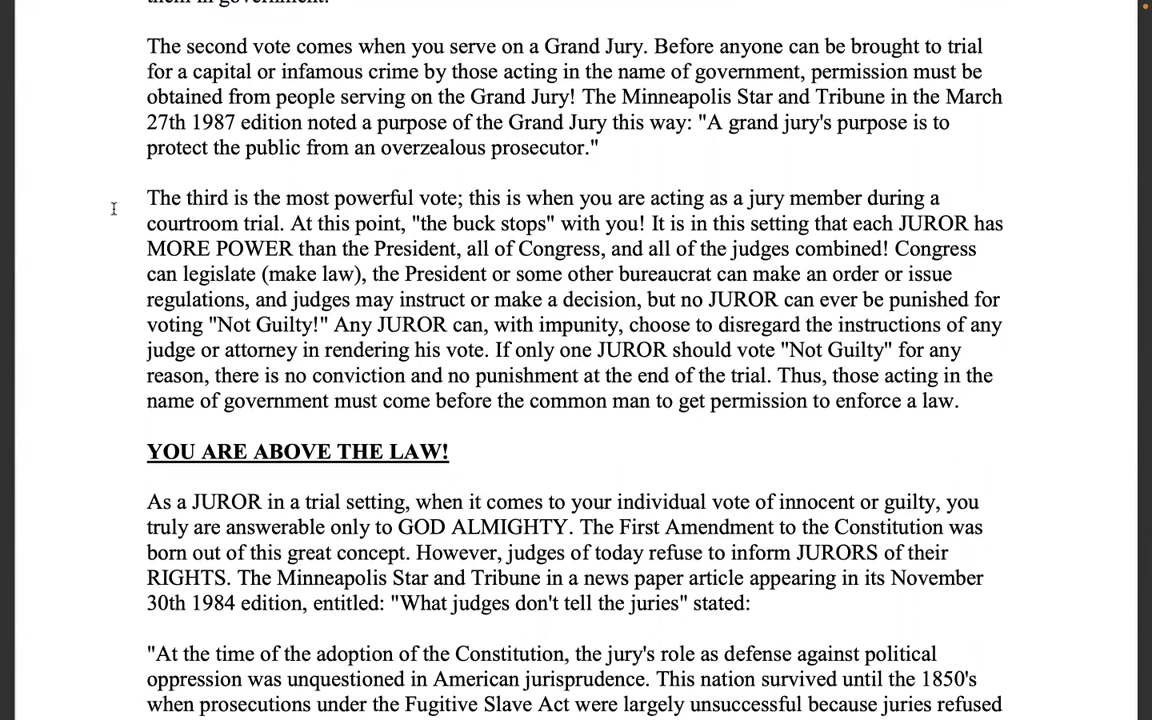 them in government.
The second vote comes when you serve on a Grand Jury. Before anyone can be brought to trial
for a capital or infamous crime by those acting in the name of government, permission must be
obtained from people serving on the Grand Jury! The Minneapolis Star and Tribune in the March
27th 1987 edition noted a purpose of the Grand Jury this way: "A grand jury's purpose is to
protect the public from an overzealous prosecutor."
The third is the most powerful vote; this is when you are acting as a jury member during a
courtroom trial. At this point, "the buck stops" with you! It is in this setting that each JUROR has
MORE POWER than the President, all of Congress, and all of the judges combined! Congress
can legislate (make law), the President or some other bureaucrat can make an order or issue
regulations, and judges may instruct or make a decision, but no JUROR can ever be punished for
voting "Not Guilty!" Any JUROR can, with impunity, choose to disregard the instructions of any
judge or attorney in rendering his vote. If only one JUROR should vote "Not Guilty" for any
reason, there is no conviction and no punishment at the end of the trial. Thus, those acting in the
name of government must come before the common man to get permission to enforce a law.
YOU ARE ABOVE THE LAW!
As a JUROR in a trial setting, when it comes to your individual vote of innocent or guilty, you
truly are answerable only to GOD ALMIGHTY. The First Amendment to the Constitution was
born out of this great concept. However, judges of today refuse to inform JURORS of their
RIGHTS. The Minneapolis Star and Tribune in a news paper article appearing in its November
30th 1984 edition, entitled: "What judges don't tell the juries" stated:
"At the time of the adoption of the Constitution, the jury's role as defense against political
oppression was unquestioned in American jurisprudence. This nation survived until the 1850's
when prosecutions under the Fugitive Slave Act were largely unsuccessful because juries refused